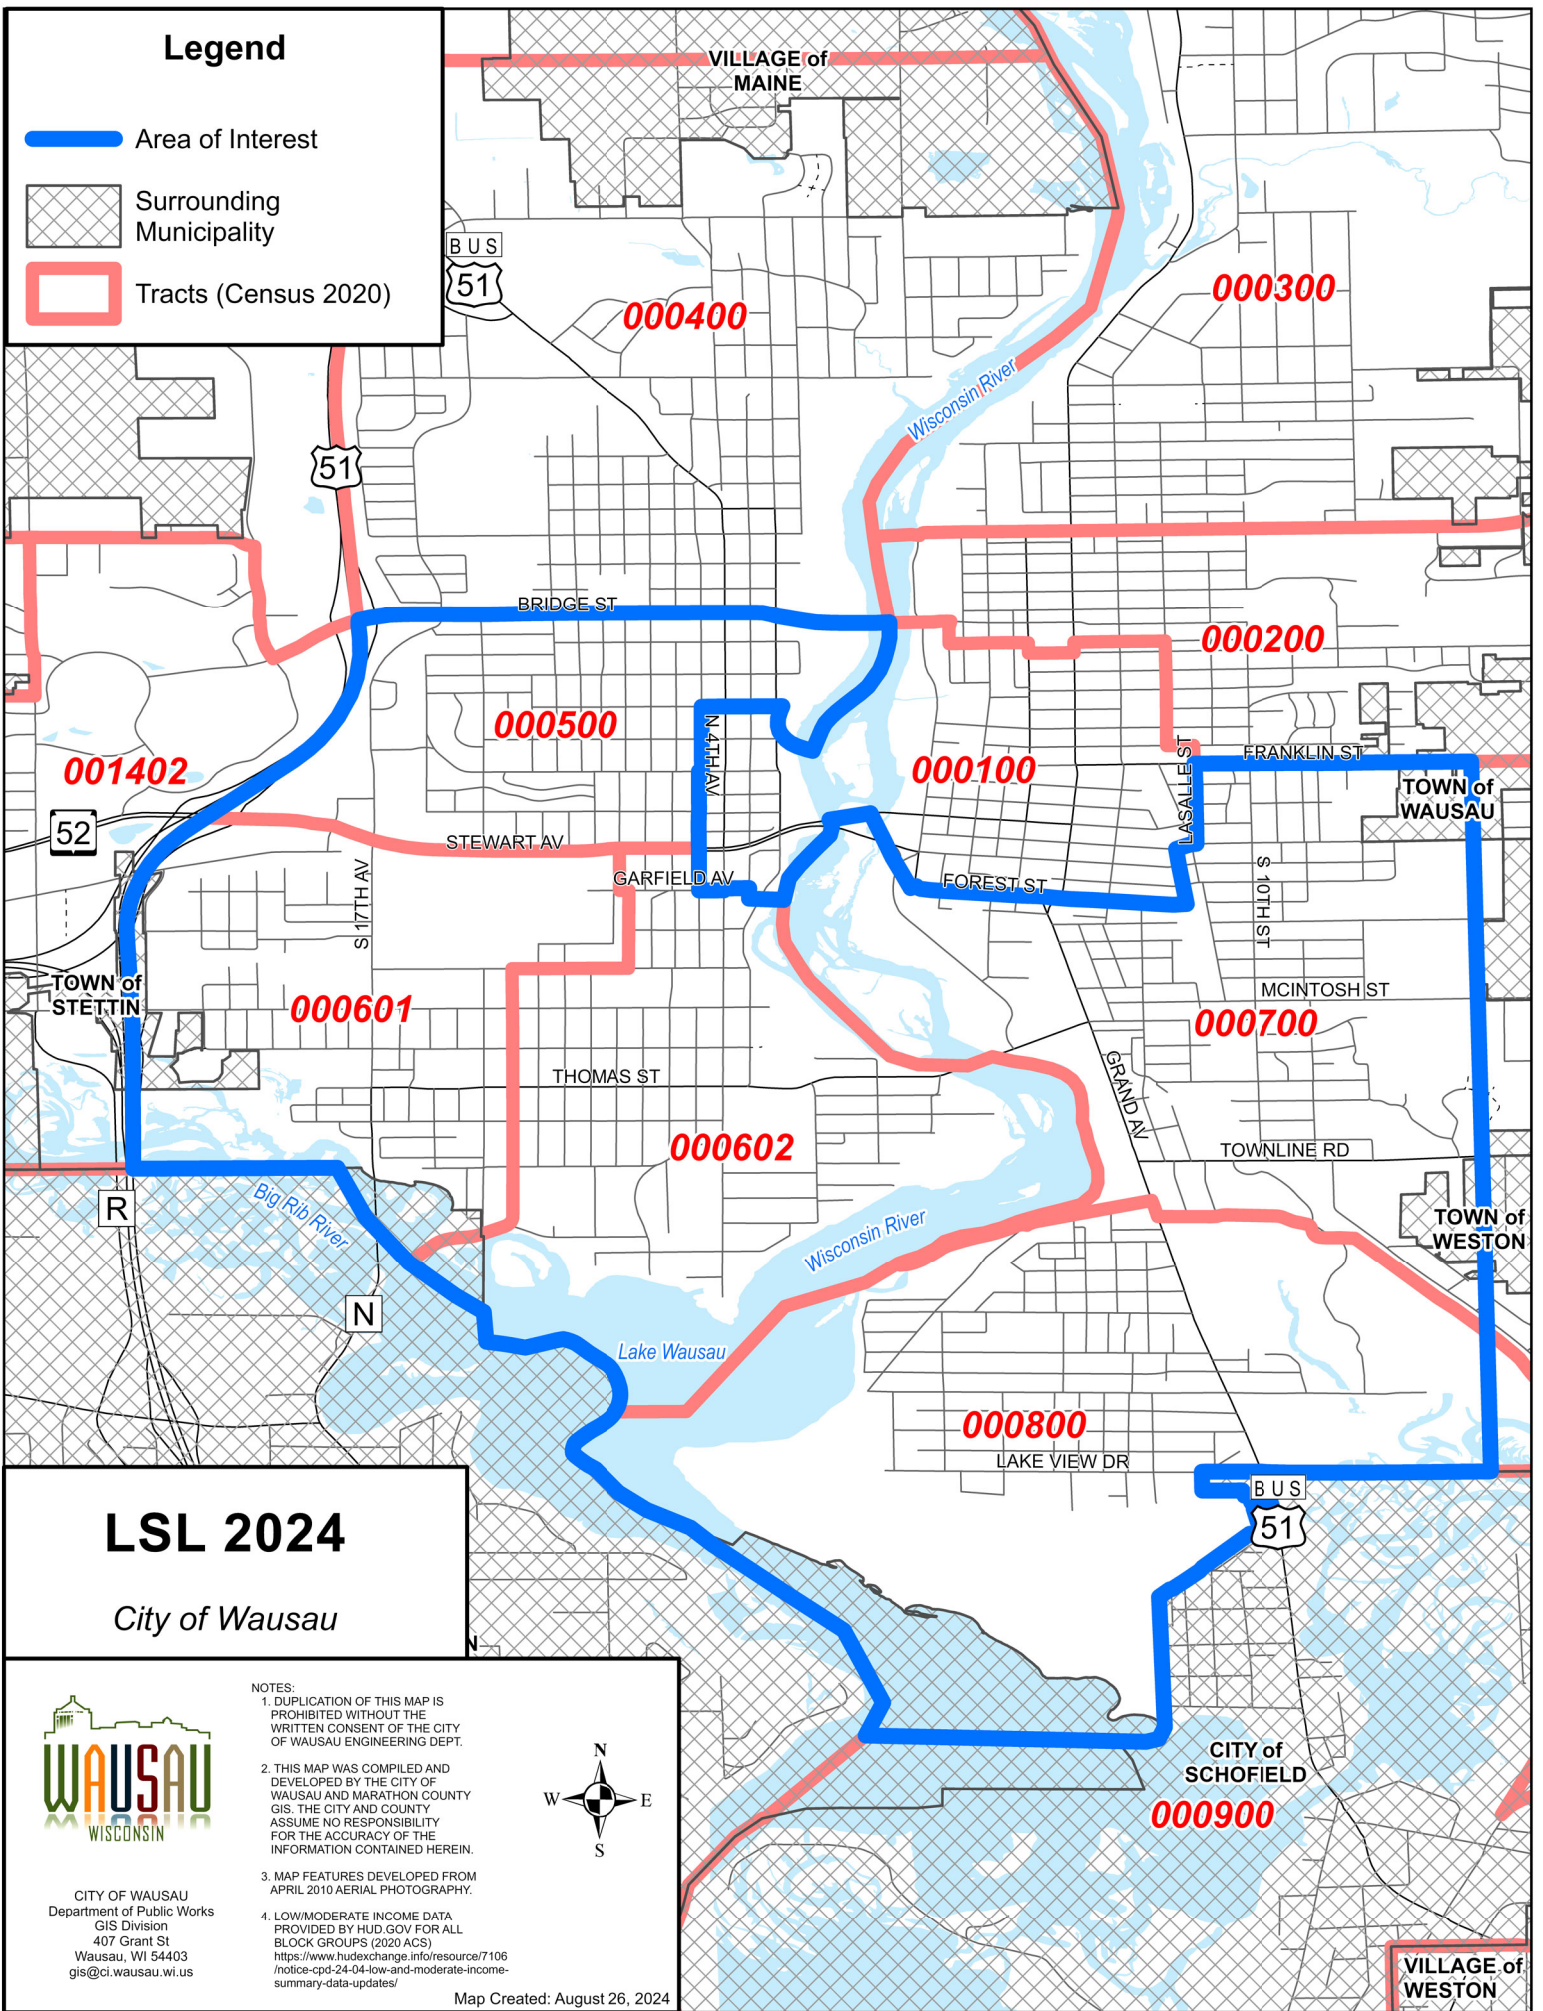 Legend
Area of Interest
Surrounding
Municipality
Tracts (Census 2020)
VILLAGE of
MAINE
BUS
51
000400
000300
Wisconsin River
51
BRIDGE ST
000200
000500
N 4TH AV
001402
000100
LASALLE ST
FRANKLIN ST
TOWN of
WAUSAU
52
STEWART AV
GARFIELD AV
FOREST ST
S 17TH AV
S 10TH ST
TOWN of
STETTIN
000601
MCINTOSH ST
000700
THOMAS ST
GRAND AV
000602
TOWNLINE RD
R
Big Rib River
Wisconsin River
TOWN of
WESTON
N
Lake Wausau
000800
LAKE VIEW DR
BUS
51
LSL 2024
City of Wausau
N
WAUSAU
WISCONSIN
CITY OF WAUSAU
Department of Public Works
GIS Division
407 Grant St
Wausau, WI 54403
gis@ci.wausau.wi.us
NOTES:
1. DUPLICATION OF THIS MAP IS
PROHIBITED WITHOUT THE
WRITTEN CONSENT OF THE CITY
OF WAUSAU ENGINEERING DEPT.
2. THIS MAP WAS COMPILED AND
DEVELOPED BY THE CITY OF
WAUSAU AND MARATHON COUNTY
GIS. THE CITY AND COUNTY
ASSUME NO RESPONSIBILITY
FOR THE ACCURACY OF THE
INFORMATION CONTAINED HEREIN.
3. MAP FEATURES DEVELOPED FROM
APRIL 2010 AERIAL PHOTOGRAPHY.
4. LOW/MODERATE INCOME DATA
PROVIDED BY HUD.GOV FOR ALL
BLOCK GROUPS (2020 ACS)
https://www.hudexchange.info/resource/7106
/notice-cpd-24-04-low-and-moderate-income-
summary-data-updates/
N
W
E
S
Map Created: August 26, 2024
CITY of
SCHOFIELD
000900
VILLAGE of
WESTON